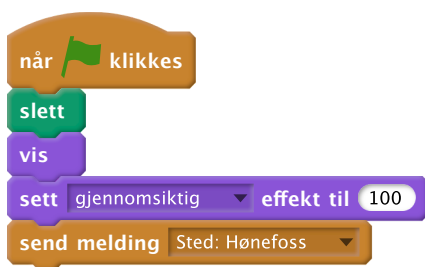 når klikkes
slett
vis
sett gjennomsiktig effekt til 100
send melding Sted: Hønefoss